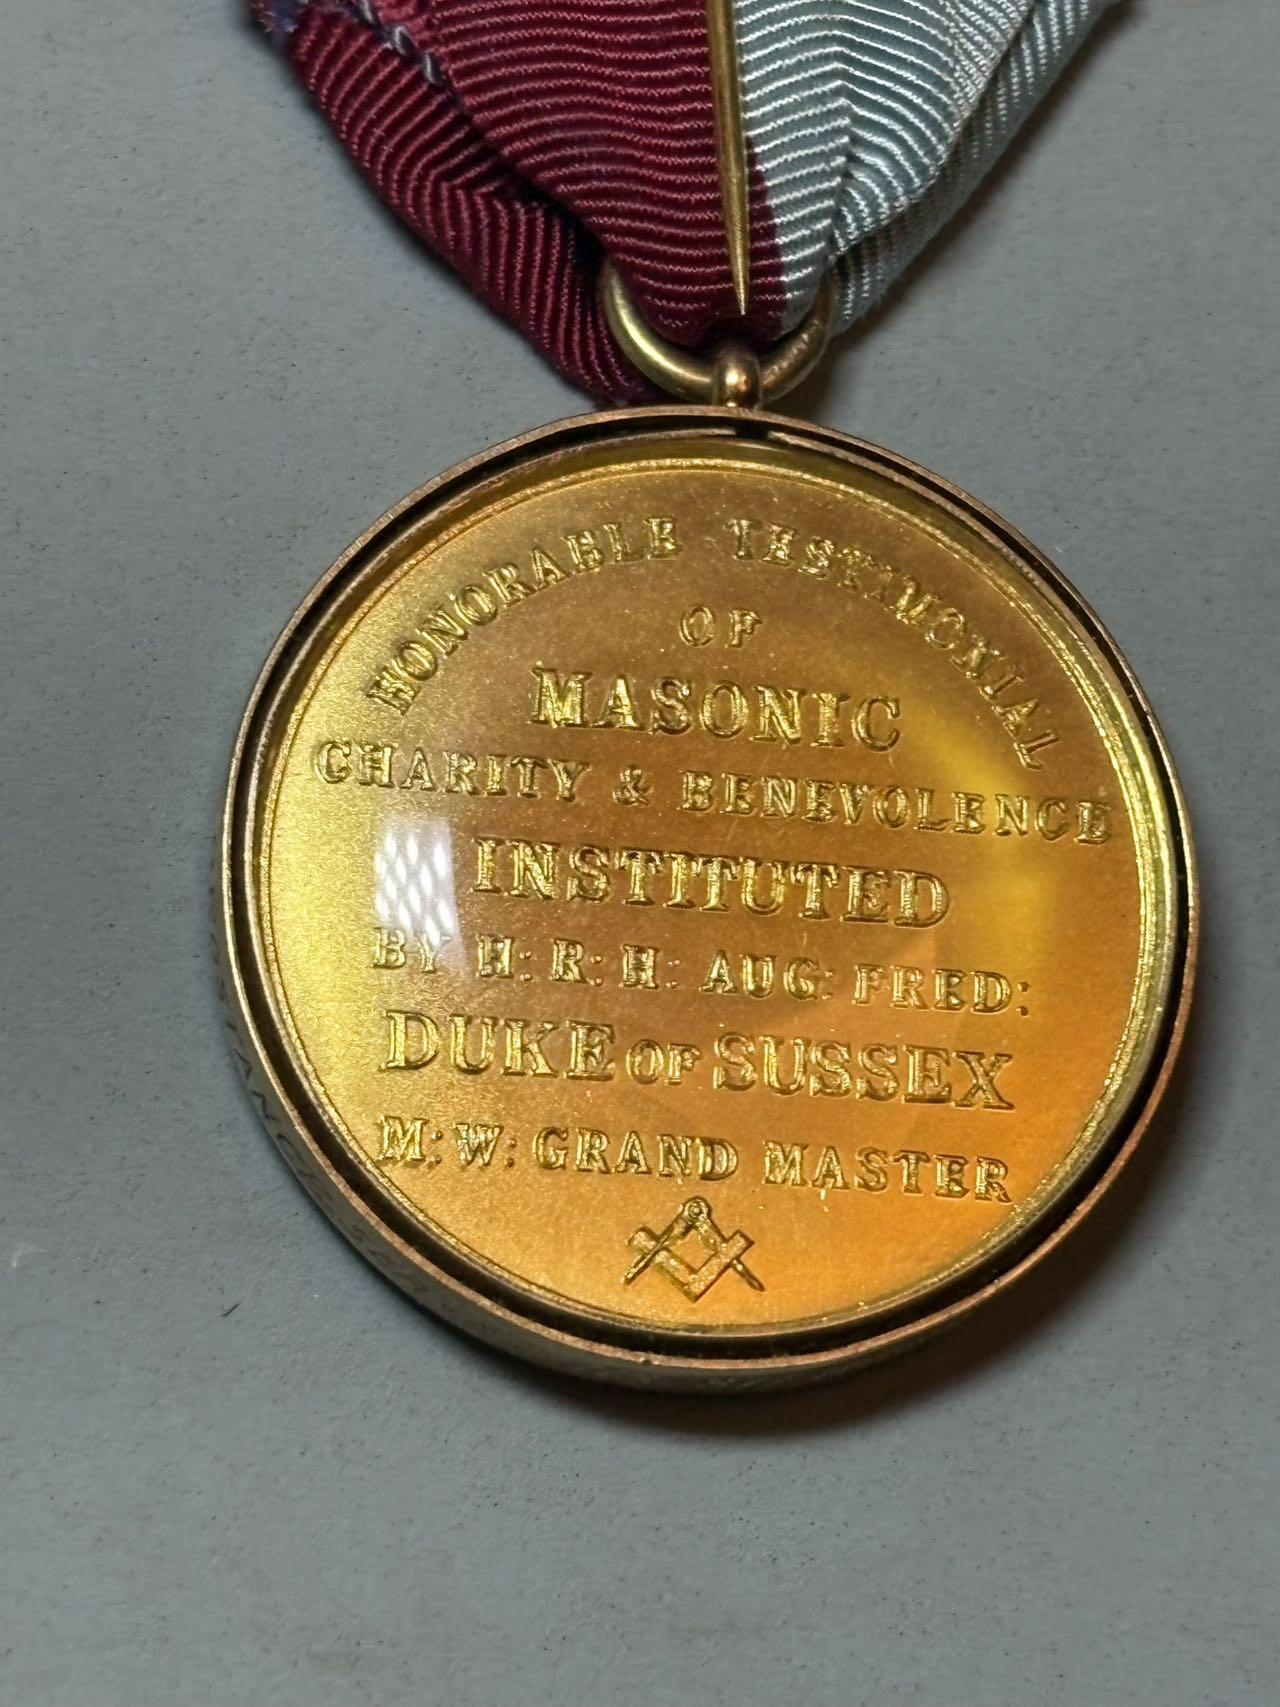 HONORABLE TESTIMONIAL
OF
MASONIC
CHARITY & BENEVOLENCE
INSTITUTED
BY H: R: H: AUG: FRED:
DUKE OF SUSSEX
M: W: GRAND MASTER